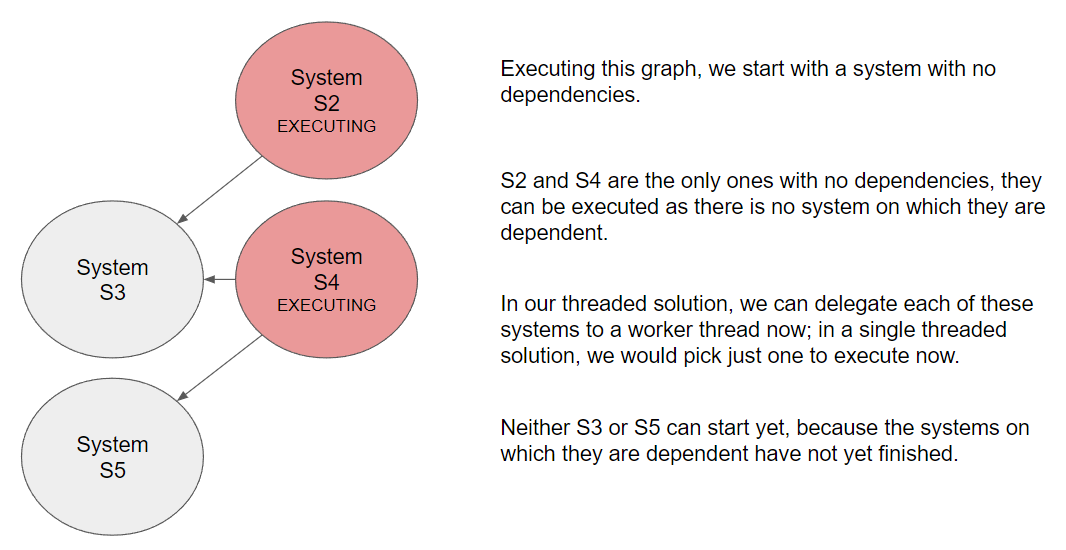 System
S2
EXECUTING
System
S4
EXECUTING
System
S3
System
S5
Executing this graph, we start with a system with no
dependencies.
S2 and S4 are the only ones with no dependencies, they
can be executed as there is no system on which they are
dependent.
In our threaded solution, we can delegate each of these
systems to a worker thread now; in a single threaded
solution, we would pick just one to execute now.
Neither S3 or S5 can start yet, because the systems on
which they are dependent have not yet finished.